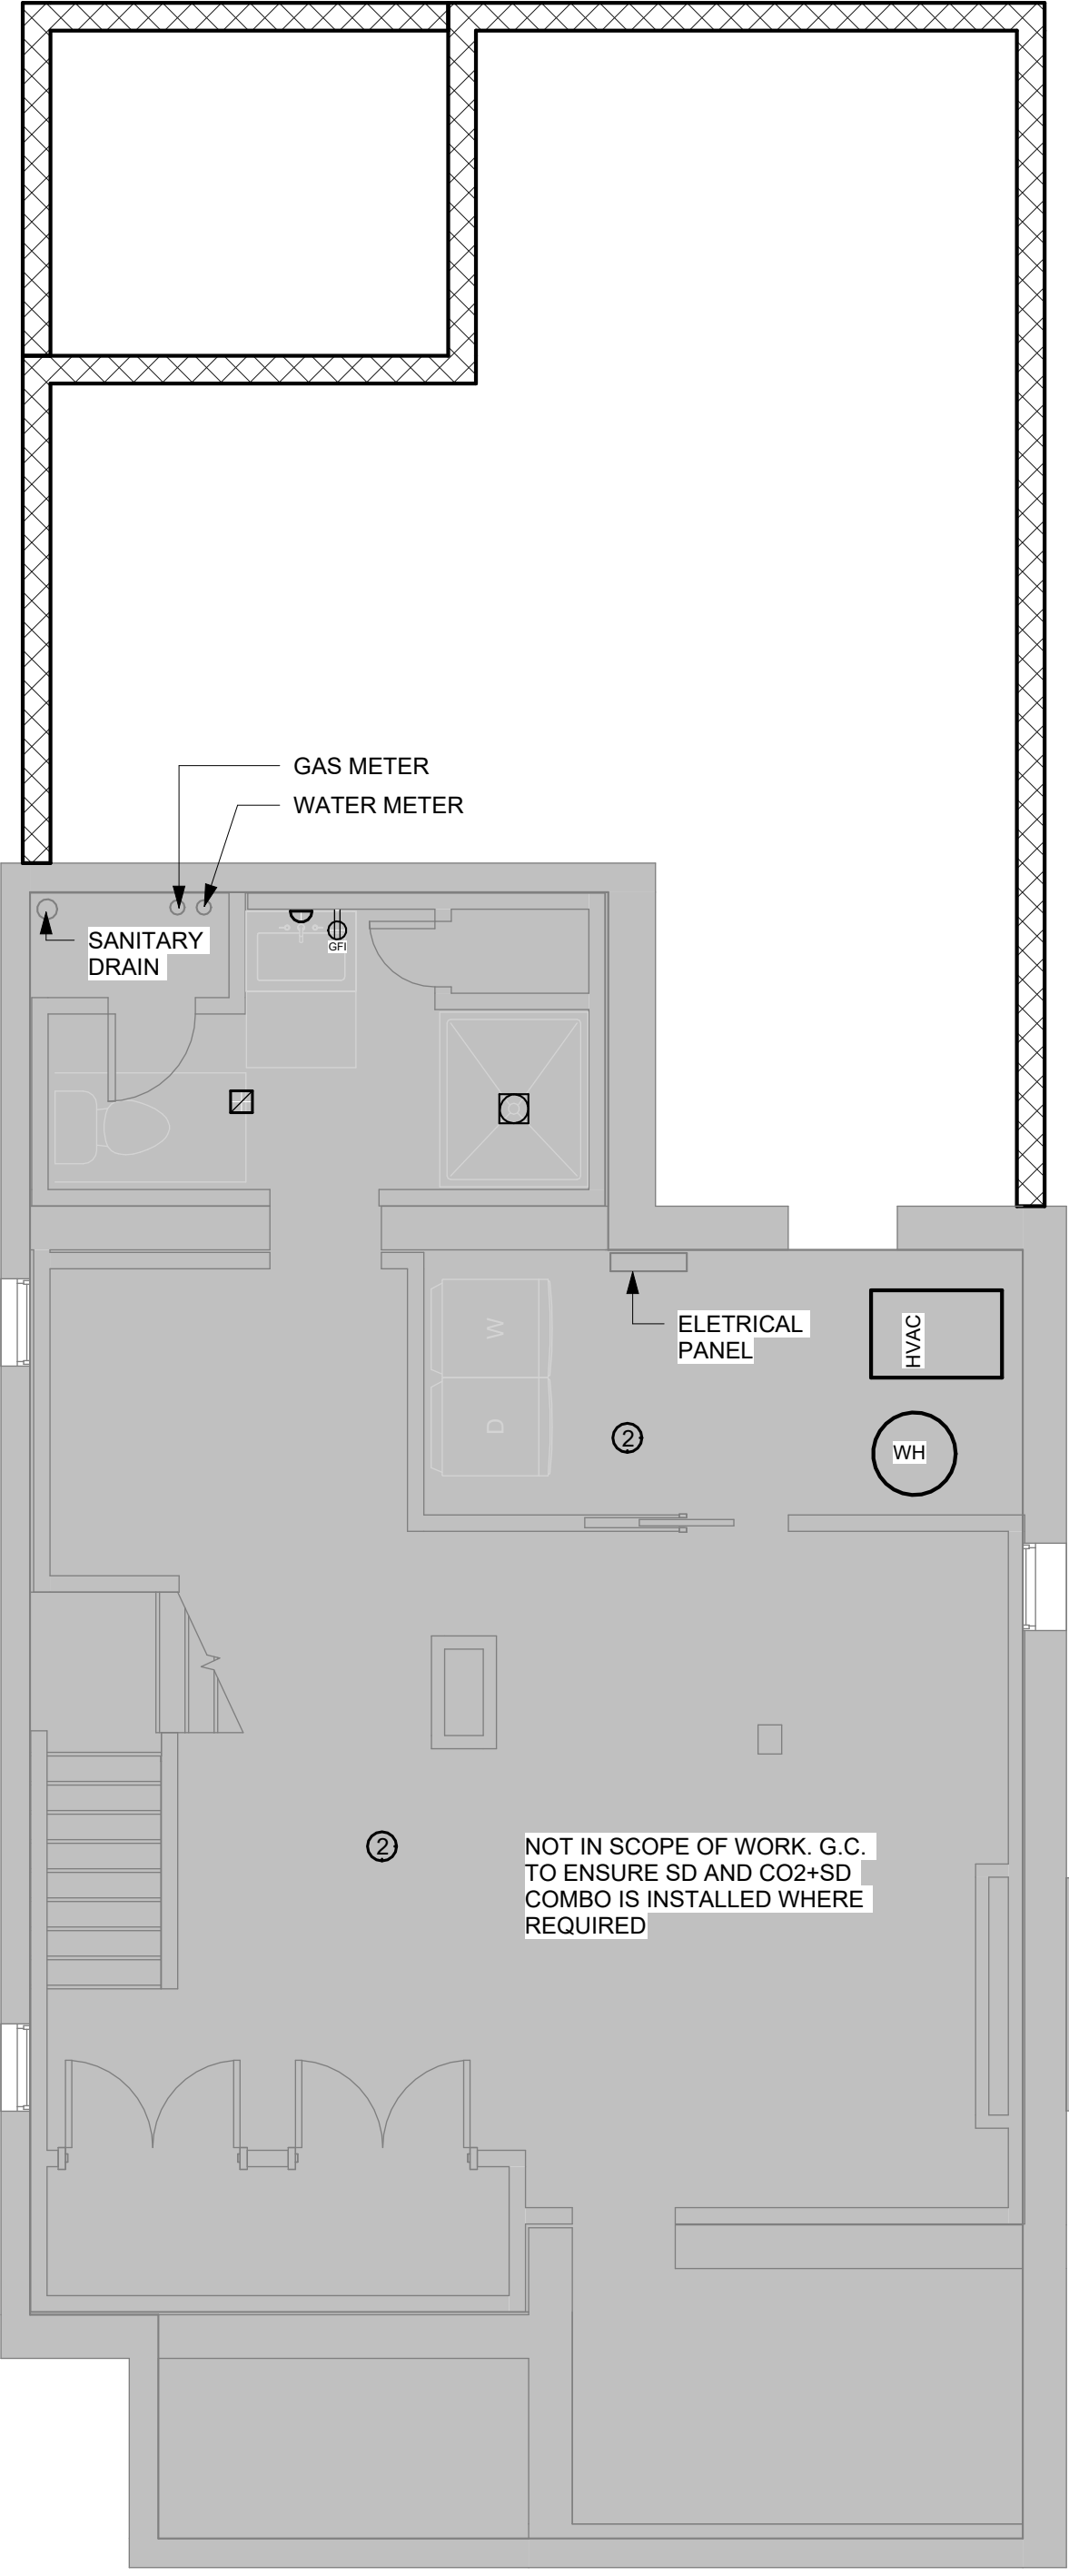 GAS METER
WATER METER
SANITARY
DRAIN
GFI
ELETRICAL
PANEL
HVAC
W
D
2
WH
2
NOT IN SCOPE OF WORK. G.C.
TO ENSURE SD AND CO2+SD
COMBO IS INSTALLED WHERE
REQUIRED